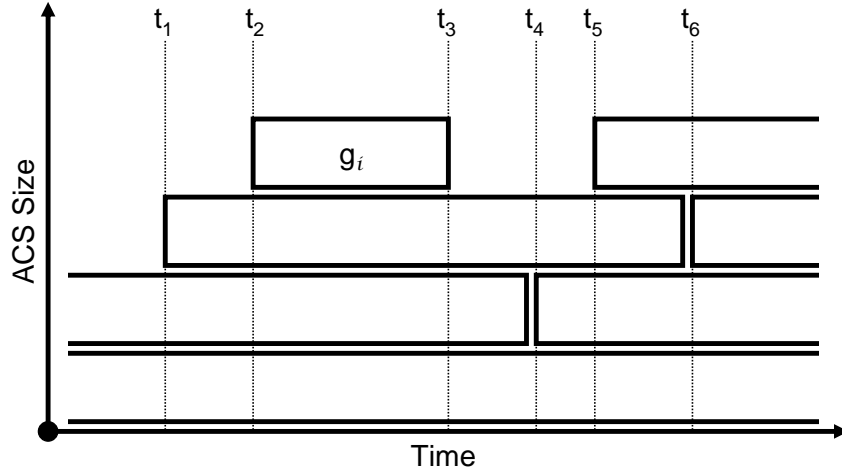 t₁ t₂ t₃ t₄ t₅ t₆
gᵢ
ACS Size
Time